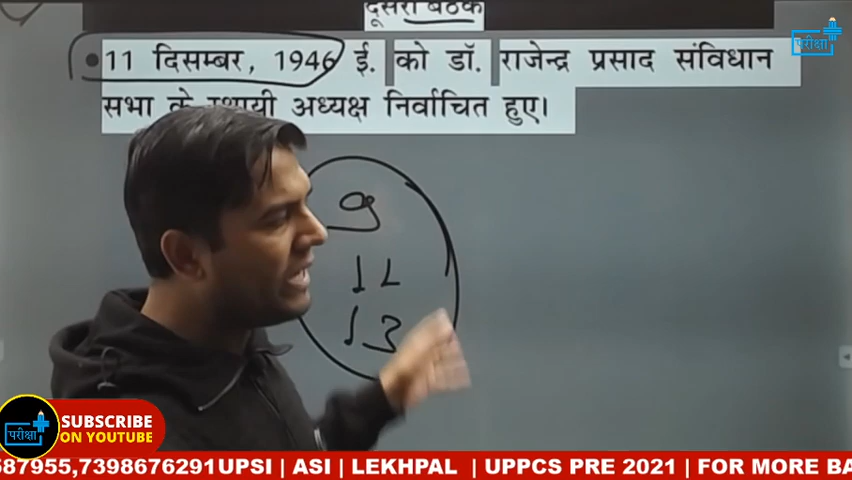 दूसरी बैठक
11 दिसम्बर, 1946 ई. को डॉ. राजेन्द्र प्रसाद संविधान
सभा के स्थायी अध्यक्ष निर्वाचित हुए।
परीक्षा
9
11
13
परीक्षा
SUBSCRIBE
ON YOUTUBE
587955,7398676291UPSI | ASI | LEKHPAL | UPPCS PRE 2021 | FOR MORE BA